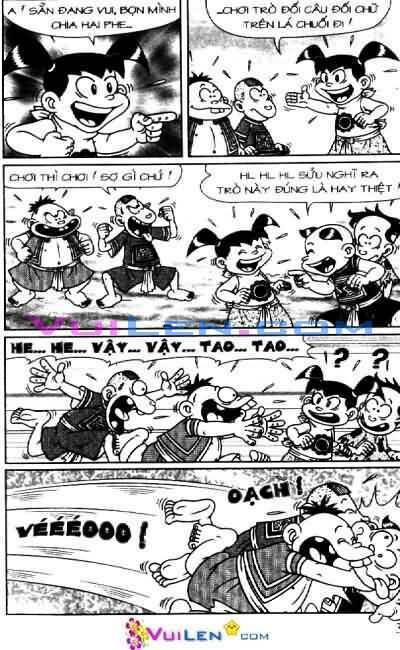 A! SẴN ĐANG VUI, BỌN MÌNH
CHIA HAI PHE...
...CHƠI TRÒ ĐỐI CÂU ĐỐI CHỮ
TRÊN LÁ CHUỐI ĐI!
CHƠI THÌ CHƠI! SỢ GÌ CHỨ!
HI, HI, HI, SỬU NGHĨ RA
TRÒ NÀY ĐÚNG LÀ HAY THIỆT!
VUILEN.COM
HE... HE... VẬY... VẬY... TAO... TAO...
? ?
OẠCH!
VÉÉÉOOO!
VUILEN.COM